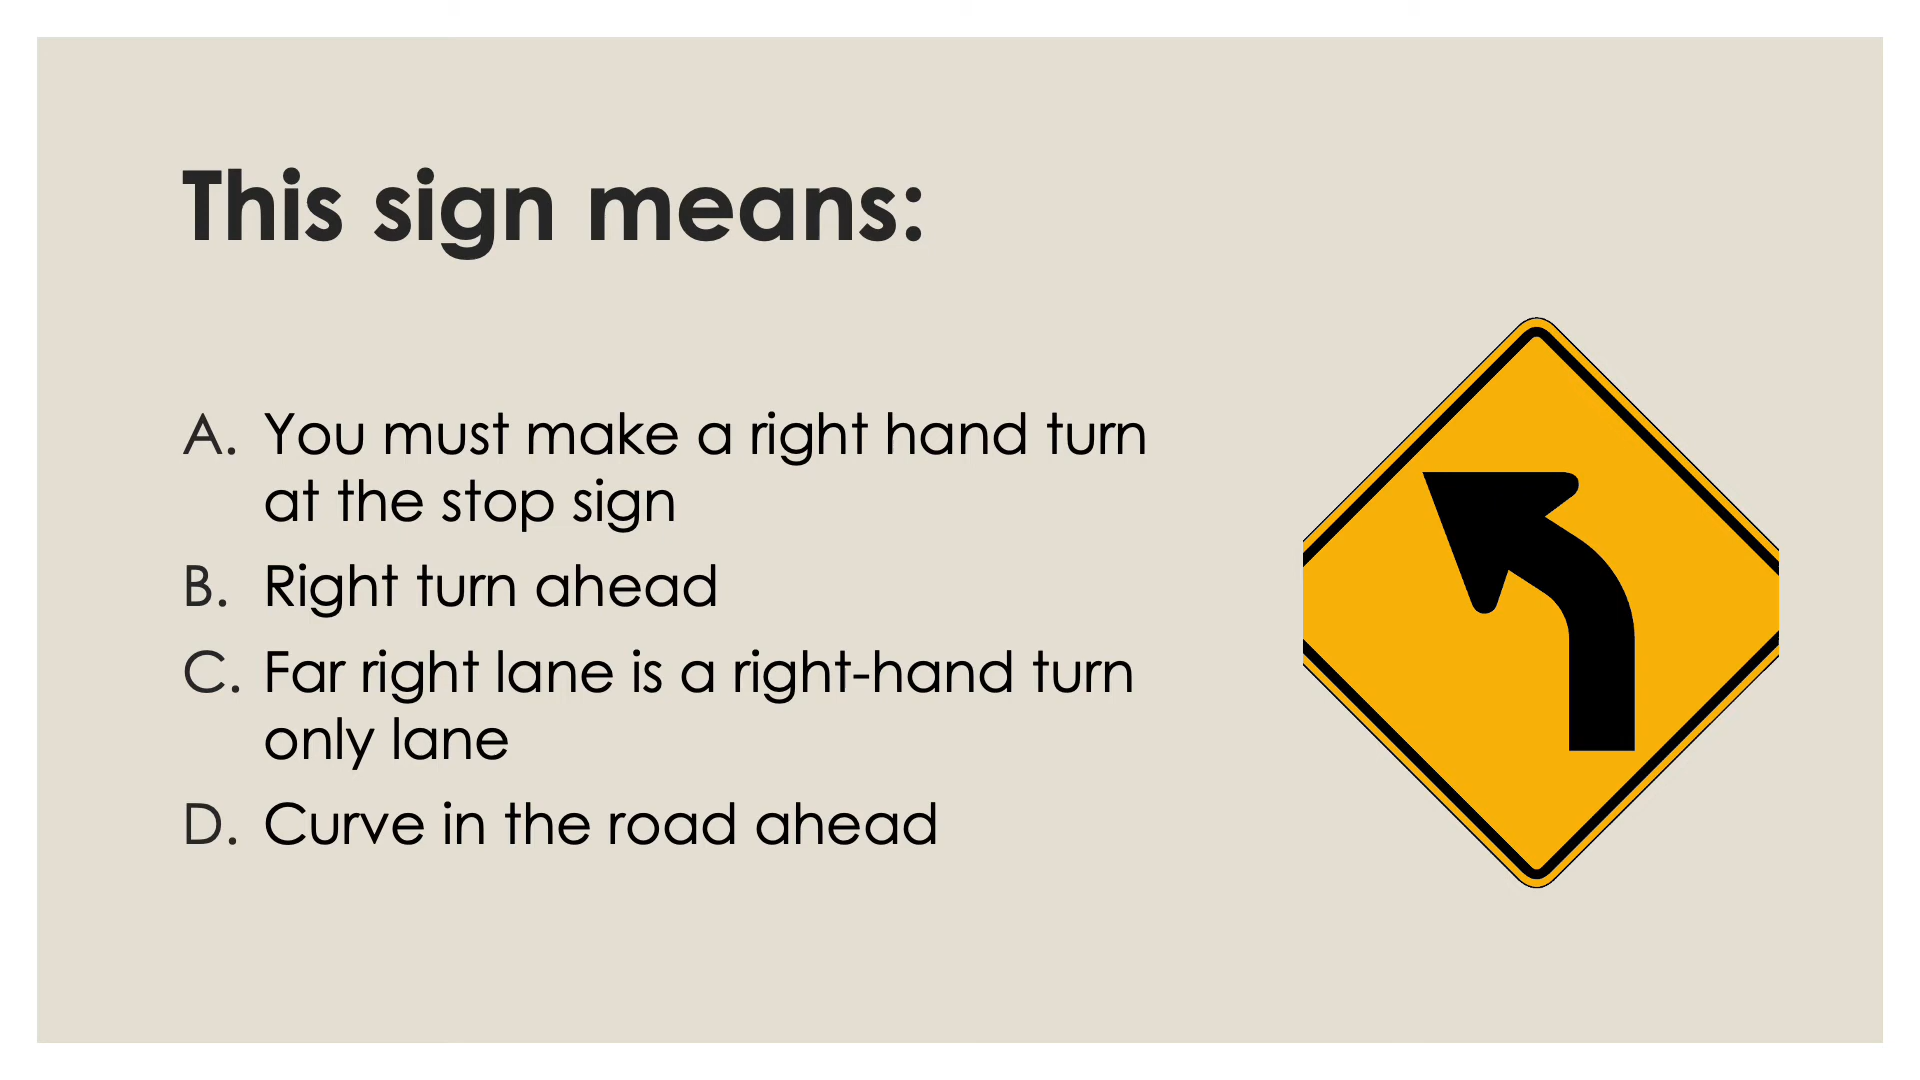 This sign means:
A. You must make a right hand turn
at the stop sign
B. Right turn ahead
C. Far right lane is a right-hand turn
only lane
D. Curve in the road ahead